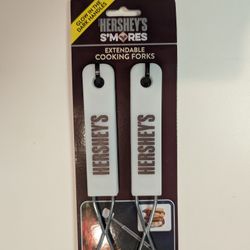 GLOW IN THE
DARK HANDLES
HERSHEY'S
S'MORES
EXTENDABLE
COOKING FORKS
HERSHEY'S
HERSHEY'S